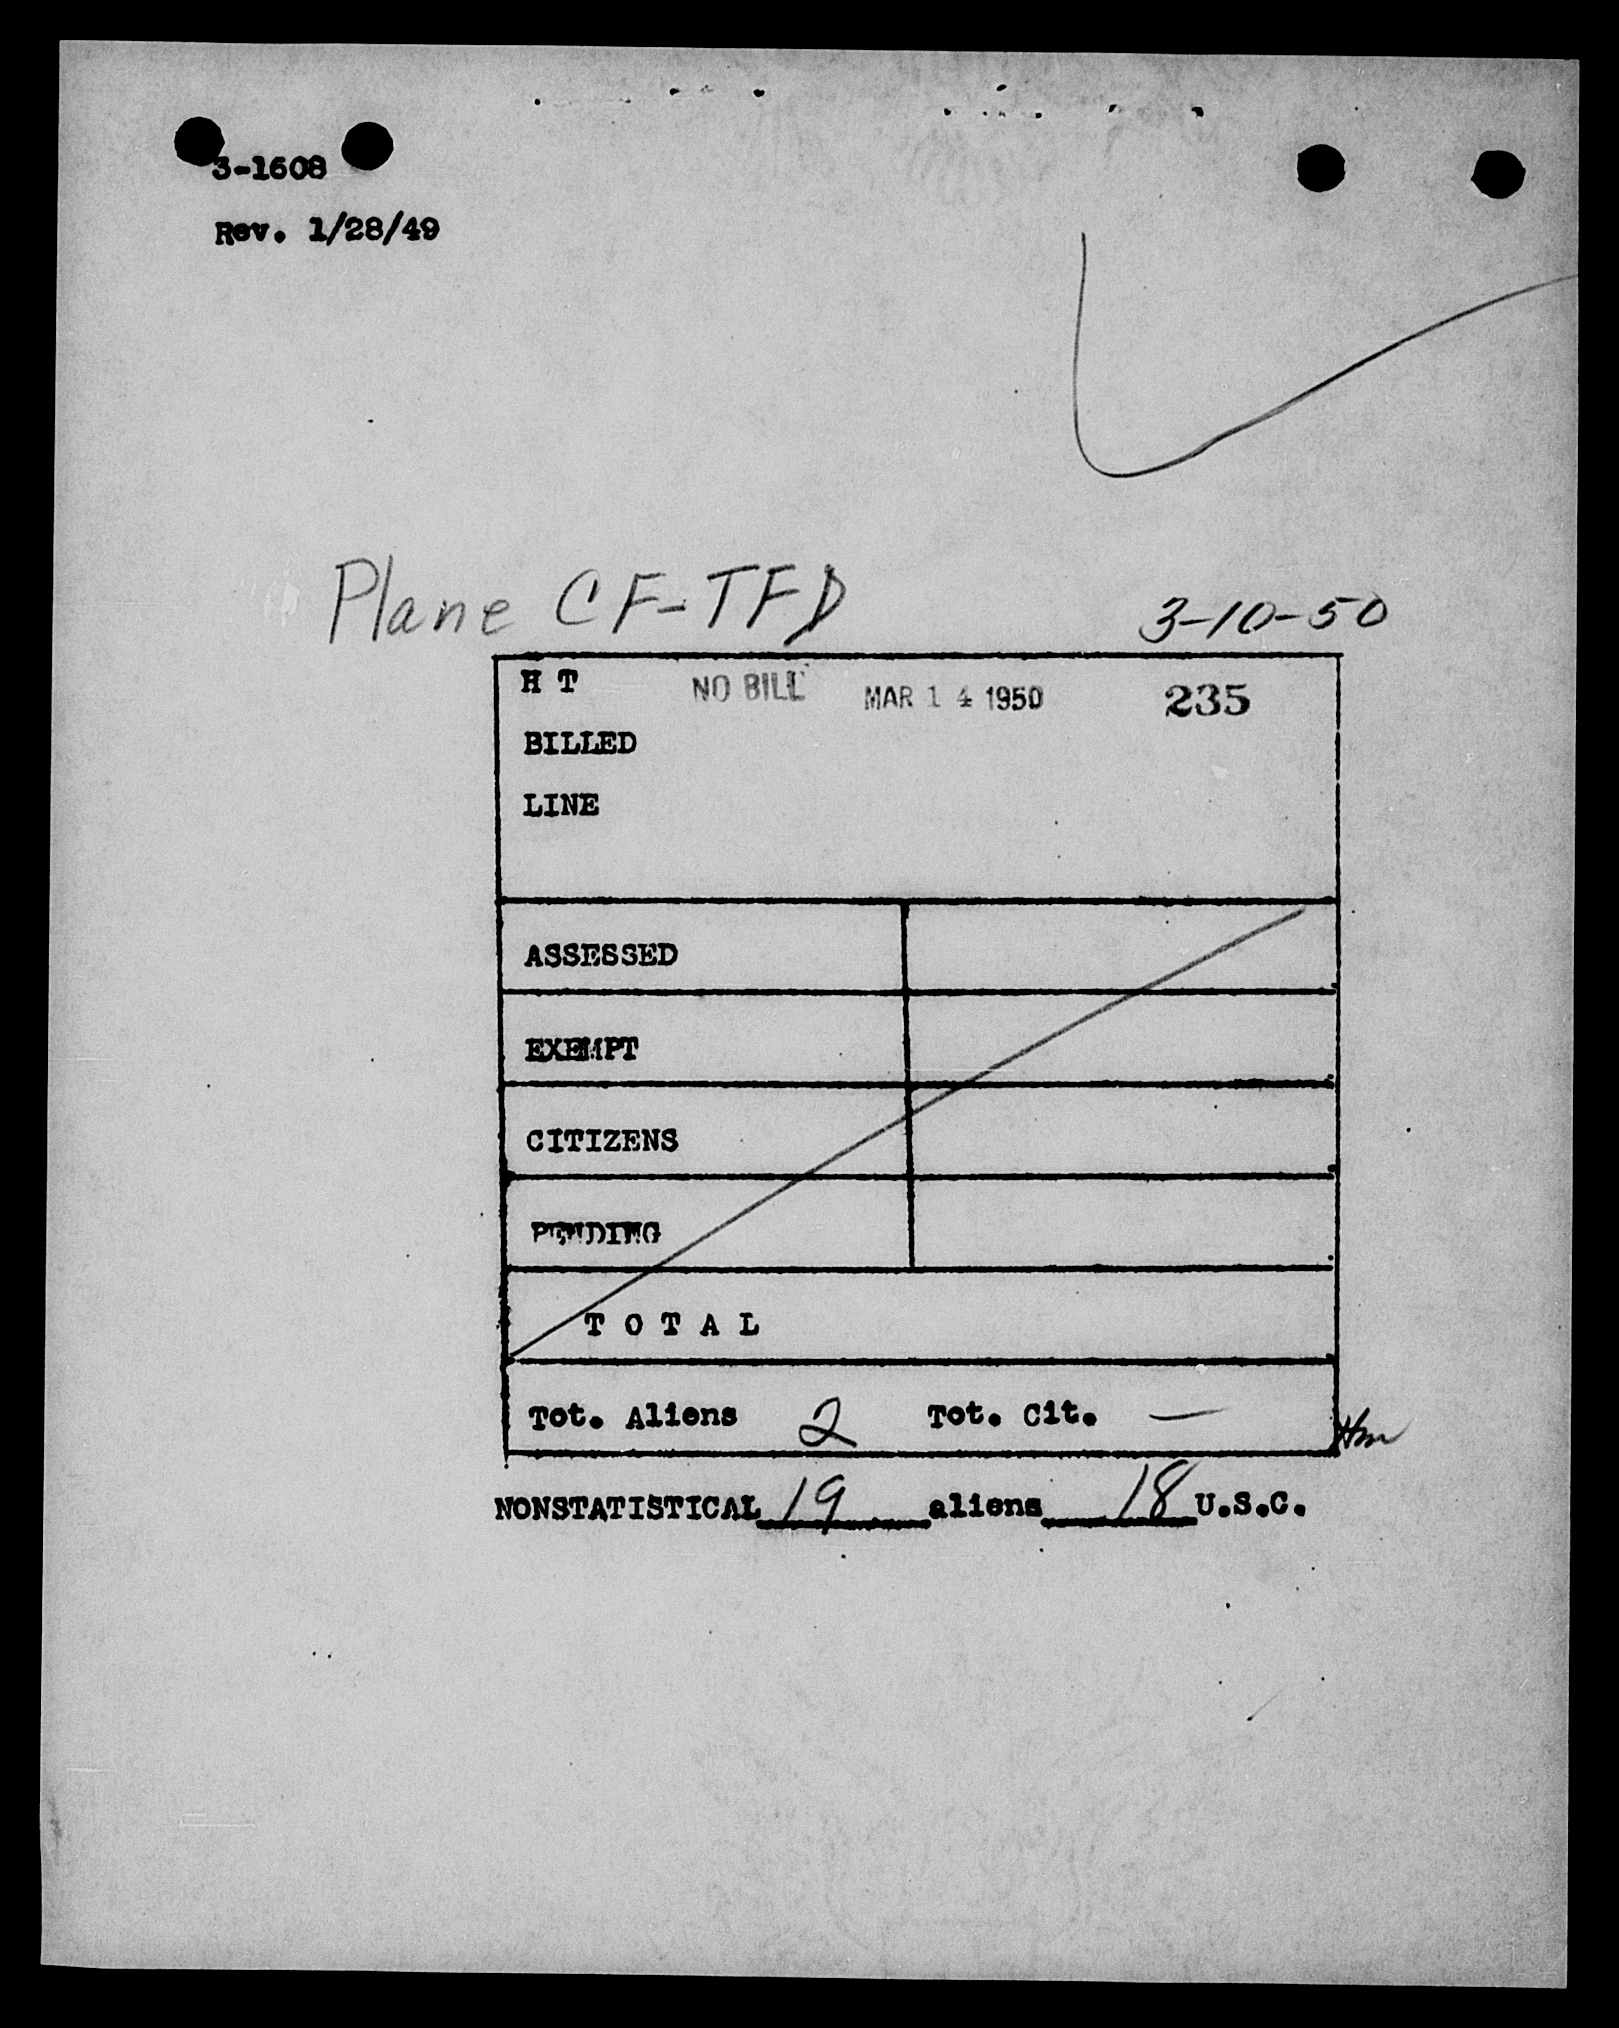 3-1608
Rev. 1/28/49
Plane CF-TFD 3-10-50
H T NO BILL MAR 14 1950 235
BILLED
LINE
ASSESSED
EXEMPT
CITIZENS
PENDING
T O T A L
Tot. Aliens 2 Tot. Cit. —
NONSTATISTICAL 19 aliens 18 U.S.C.